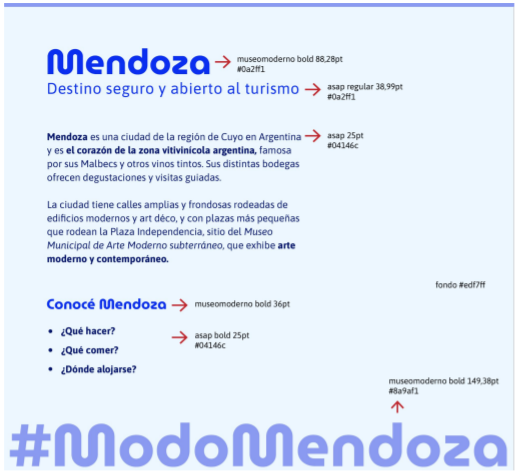 Mendoza
museomoderno bold 88,28pt
#0a2ff1
Destino seguro y abierto al turismo
asap regular 38,99pt
#0a2ff1
Mendoza es una ciudad de la región de Cuyo en Argentina
y es el corazón de la zona vitivinícola argentina, famosa
por sus Malbecs y otros vinos tintos. Sus distintas bodegas
ofrecen degustaciones y visitas guiadas.
asap 25pt
#04146c
La ciudad tiene calles amplias y frondosas rodeadas de
edificios modernos y art déco, y con plazas más pequeñas
que rodean la Plaza Independencia, sitio del Museo
Municipal de Arte Moderno subterráneo, que exhibe arte
moderno y contemporáneo.
fondo #edf7ff
Conocé Mendoza
museomoderno bold 36pt
• ¿Qué hacer?
• ¿Qué comer?
• ¿Dónde alojarse?
asap bold 25pt
#04146c
museomoderno bold 149,38pt
#8a9af1
#ModoMendoza